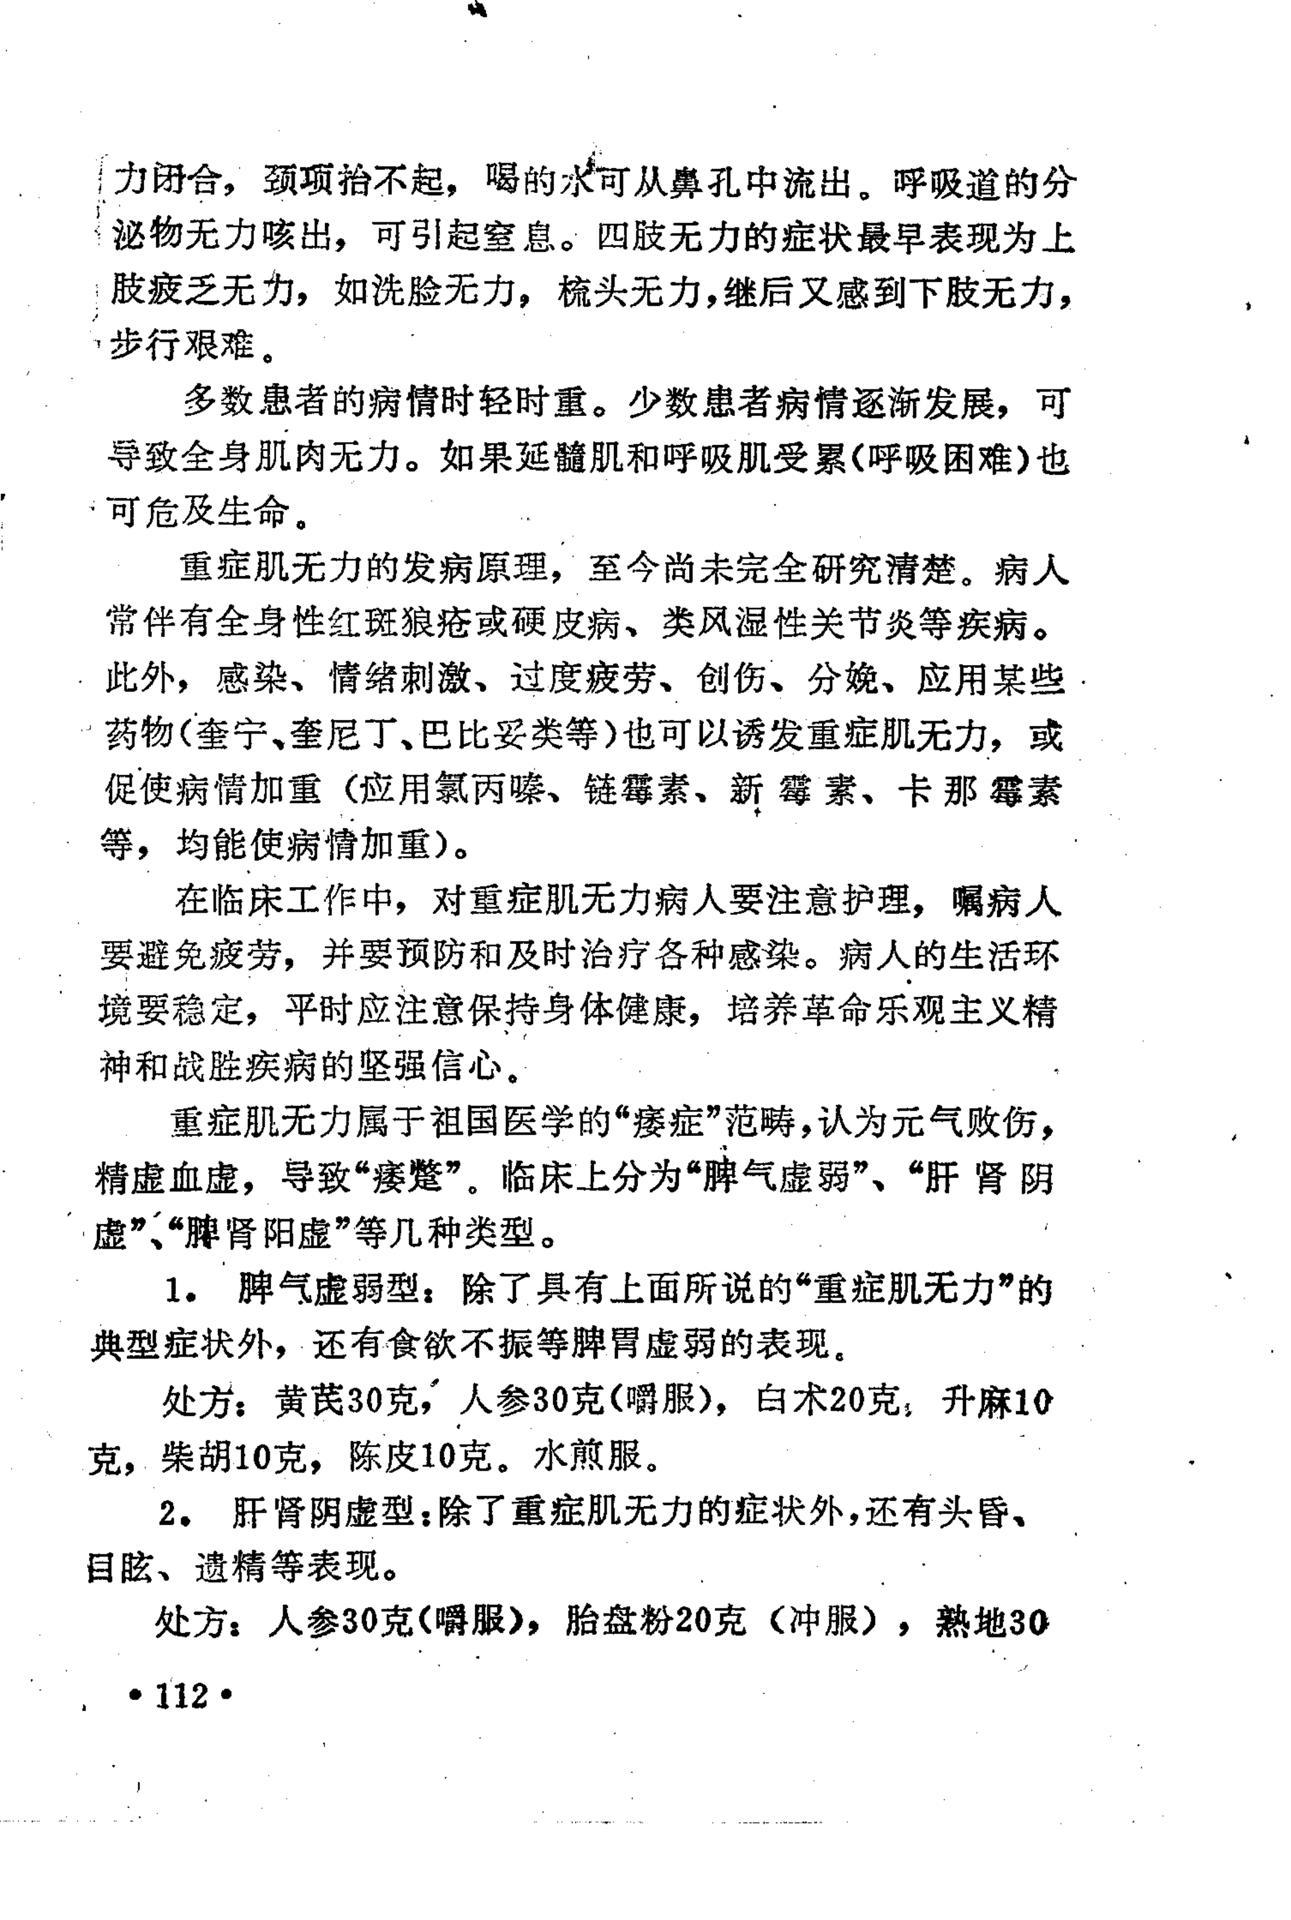 力闭合，颈项抬不起，喝的水可从鼻孔中流出。呼吸道的分
泌物无力咳出，可引起窒息。四肢无力的症状最早表现为上
肢疲乏无力，如洗脸无力，梳头无力，继后又感到下肢无力，
步行艰难。
多数患者的病情时轻时重。少数患者病情逐渐发展，可
导致全身肌肉无力。如果延髓肌和呼吸肌受累(呼吸困难)也
可危及生命。
重症肌无力的发病原理，至今尚未完全研究清楚。病人
常伴有全身性红斑狼疮或硬皮病、类风湿性关节炎等疾病。
此外，感染、情绪刺激、过度疲劳、创伤、分娩、应用某些
药物(奎宁、奎尼丁、巴比妥类等)也可以诱发重症肌无力，或
促使病情加重(应用氯丙嗪、链霉素、新霉素、卡那霉素
等，均能使病情加重)。
在临床工作中，对重症肌无力病人要注意护理，嘱病人
要避免疲劳，并要预防和及时治疗各种感染。病人的生活环
境要稳定，平时应注意保持身体健康，培养革命乐观主义精
神和战胜疾病的坚强信心。
重症肌无力属于祖国医学的“痿症”范畴，认为元气败伤，
精虚血虚，导致“痿蹩”。临床上分为“脾气虚弱”、“肝肾阴
虚”、“脾肾阳虚”等几种类型。
1. 脾气虚弱型：除了具有上面所说的“重症肌无力”的
典型症状外，还有食欲不振等脾胃虚弱的表现。
处方：黄芪30克，人参30克(嚼服)，白术20克，升麻10
克，柴胡10克，陈皮10克。水煎服。
2. 肝肾阴虚型：除了重症肌无力的症状外，还有头昏、
目眩、遗精等表现。
处方：人参30克(嚼服)，胎盘粉20克（冲服），熟地30
·112·